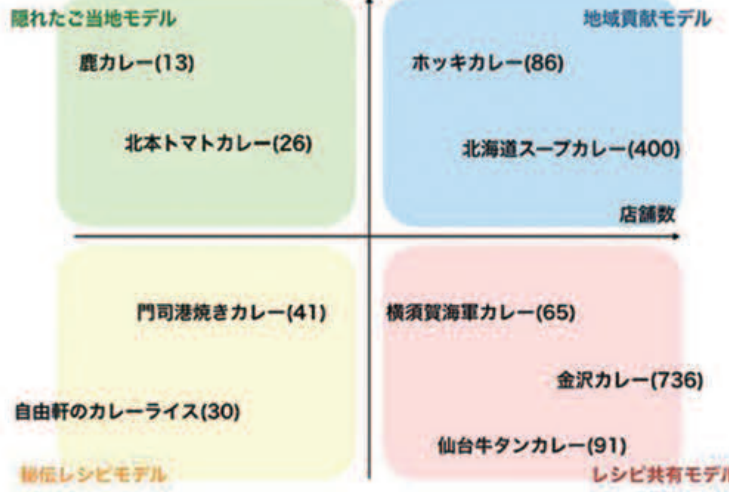 隠れたご当地モデル
地域貢献モデル
鹿カレー(13)
ホッキカレー(86)
北本トマトカレー(26)
北海道スープカレー(400)
店舗数
門司港焼きカレー(41)
横須賀海軍カレー(65)
金沢カレー(736)
自由軒のカレーライス(30)
仙台牛タンカレー(91)
秘伝レシピモデル
レシピ共有モデル